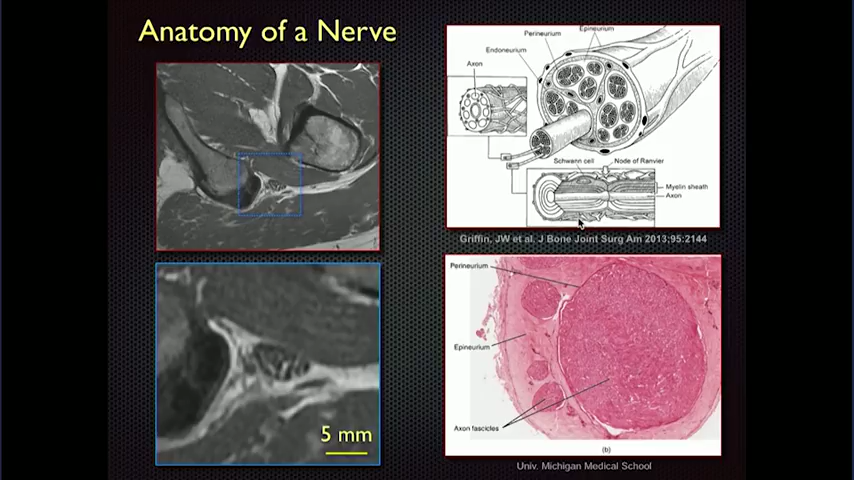 Anatomy of a Nerve
Epineurium
Perineurium
Endoneurium
Axon
Schwann cell
Node of Ranvier
Myelin sheath
Axon
Griffin, JW et al. J Bone Joint Surg Am 2013;95:2144
Perineurium
Epineurium
Axon fascicles
(b)
5 mm
Univ. Michigan Medical School